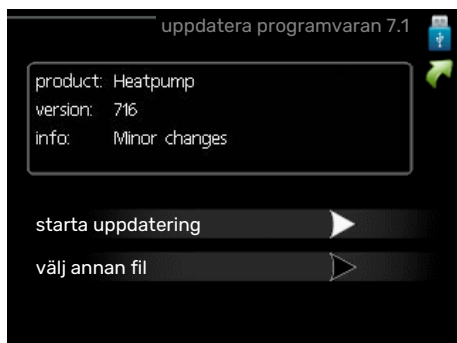 uppdatera programvaran 7.1
product: Heatpump
version: 716
info: Minor changes
starta uppdatering
välj annan fil